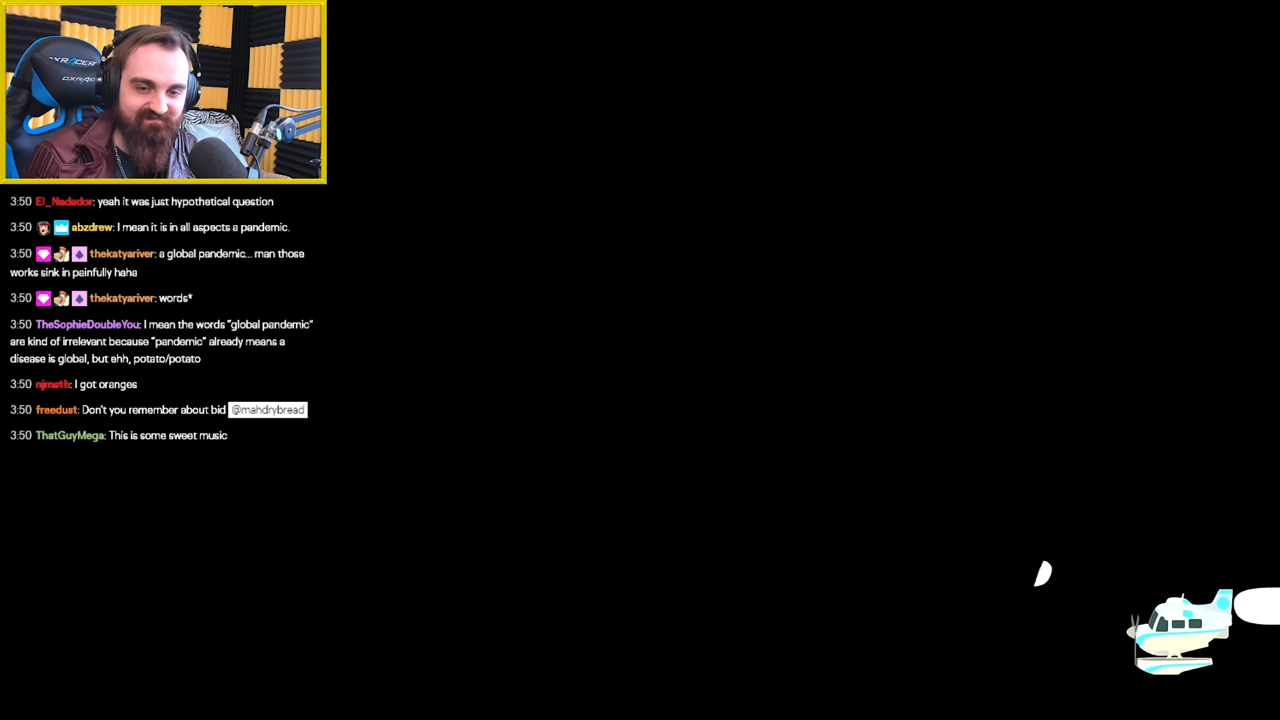 DXRACER
DXRAC
3:50 El_Nadador: yeah it was just hypothetical question
3:50 abzdrew: I mean it is in all aspects a pandemic.
3:50 thekatyariver: a global pandemic... man those
works sink in painfully haha
3:50 thekatyariver: words*
3:50 TheSophieDoubleYou: I mean the words "global pandemic"
are kind of irrelevant because "pandemic" already means a
disease is global, but ehh, potato/potato
3:50 njmath: I got oranges
3:50 freedust: Don't you remember about bid @mahdrybread
3:50 ThatGuyMega: This is some sweet music